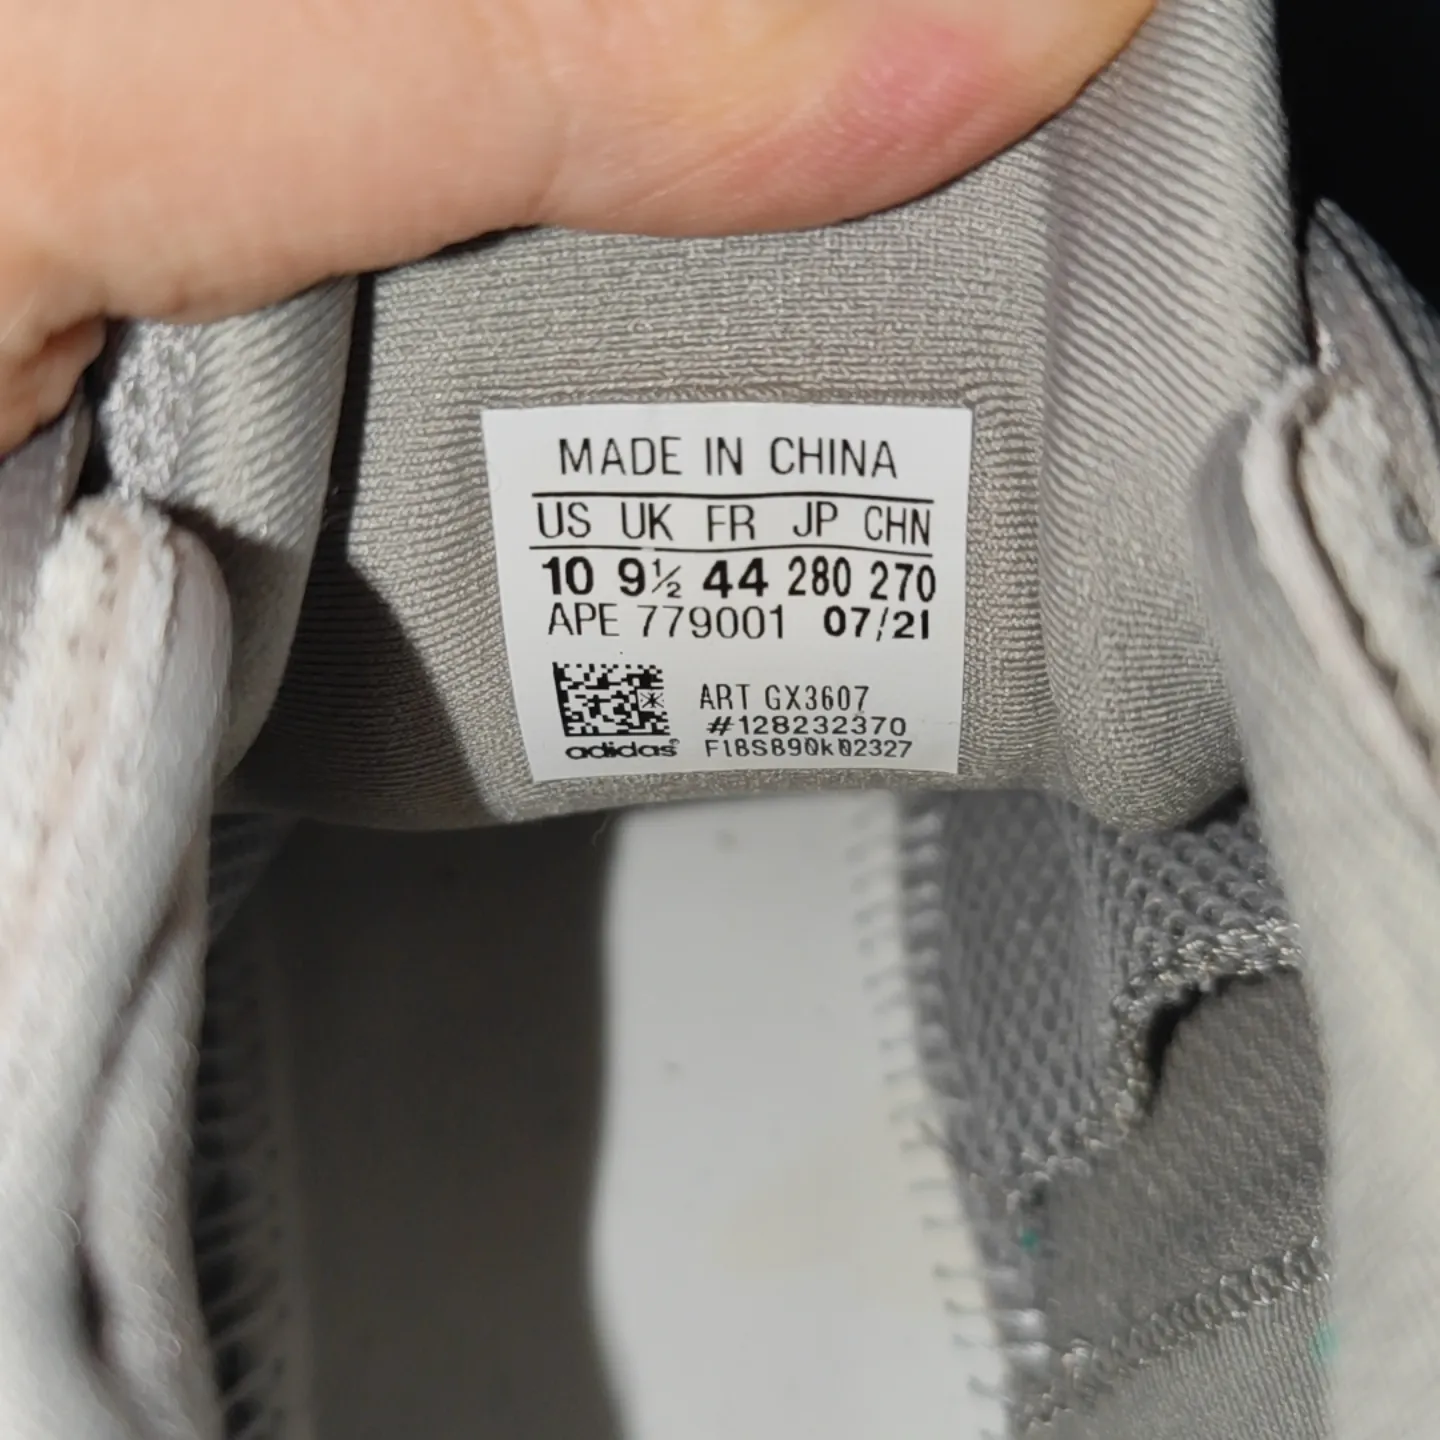 MADE IN CHINA
US UK FR JP CHN
10 9½ 44 280 270
APE 779001 07/21
ART GX3607
#128232370
adidas F18S890k02327